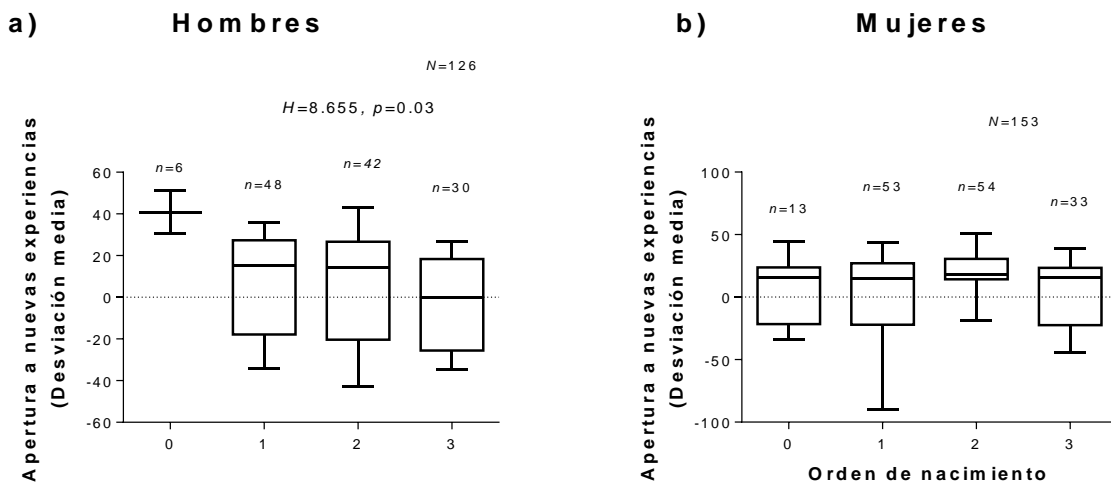 a) Hombres
N=126
H=8.655, p=0.03
Apertura a nuevas experiencias
(Desviación media)
n=6
n=48
n=42
n=30
60
40
20
0
-20
-40
-60
0 1 2 3
b) Mujeres
N=153
Apertura a nuevas experiencias
(Desviación media)
n=13
n=53
n=54
n=33
100
50
0
-50
-100
0 1 2 3
Orden de nacimiento